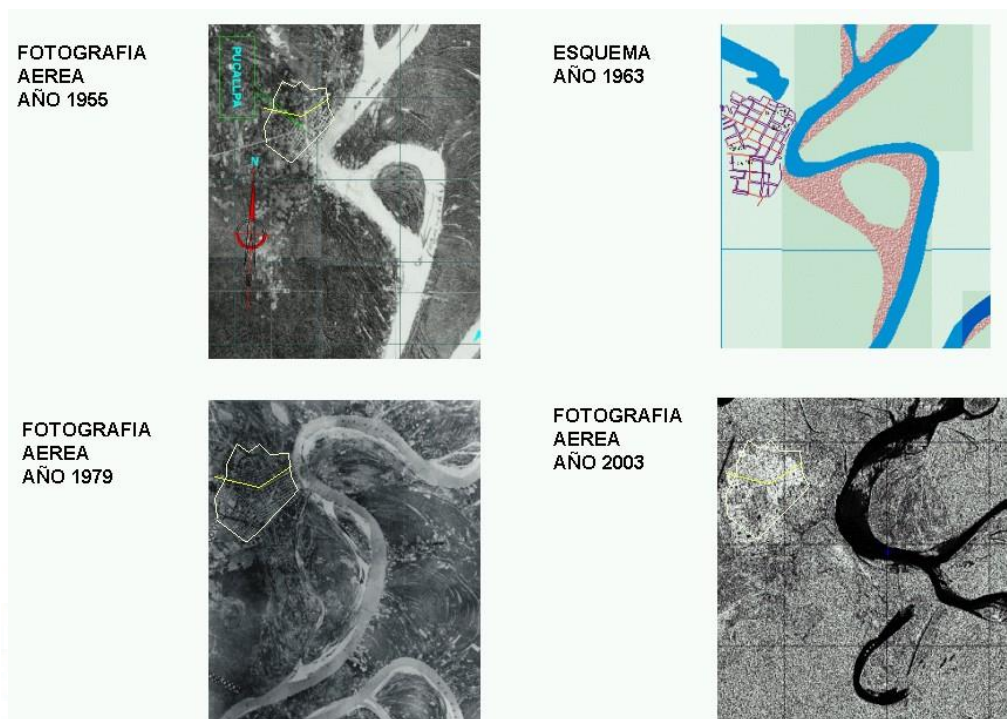 FOTOGRAFIA
AEREA
AÑO 1955
PUCALLPA
N
ESQUEMA
AÑO 1963
FOTOGRAFIA
AEREA
AÑO 1979
FOTOGRAFIA
AEREA
AÑO 2003